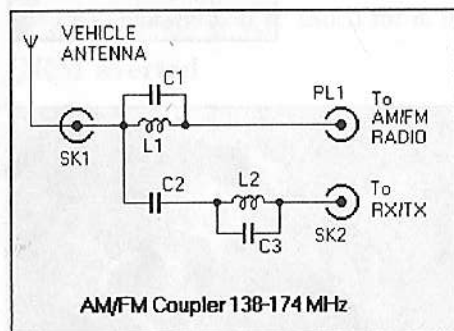 VEHICLE
ANTENNA
C1
PL1
To
AM/FM
RADIO
SK1
L1
C2
L2
To
RX/TX
C3
SK2
AM/FM Coupler 138-174 MHz